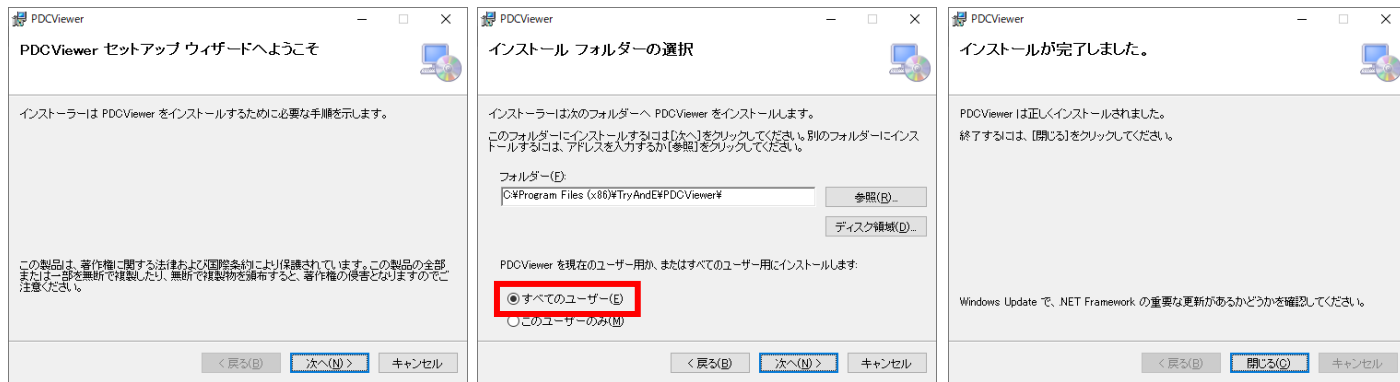 PDCViewer
PDCViewer セットアップ ウィザードへようこそ
インストーラーは PDCViewer をインストールするために必要な手順を示します。
この製品は、著作権に関する法律および国際条約により保護されています。この製品の全部
または一部を無断で複製したり、無断で複製物を頒布すると、著作権の侵害となりますのでご
注意ください。
< 戻る(B)
次へ(N) >
キャンセル
PDCViewer
インストール フォルダーの選択
インストーラーは次のフォルダーへ PDCViewer をインストールします。
このフォルダーにインストールするには[次へ]をクリックしてください。別のフォルダーにインス
トールするには、アドレスを入力するか[参照]をクリックしてください。
フォルダー(F):
C:¥Program Files (x86)¥TryAndE¥PDCViewer¥
参照(R)...
ディスク領域(D)...
PDCViewer を現在のユーザー用か、またはすべてのユーザー用にインストールします:
すべてのユーザー(E)
このユーザーのみ(M)
< 戻る(B)
次へ(N) >
キャンセル
PDCViewer
インストールが完了しました。
PDCViewer は正しくインストールされました。
終了するには、[閉じる]をクリックしてください。
Windows Update で、.NET Framework の重要な更新があるかどうかを確認してください。
< 戻る(B)
閉じる(C)
キャンセル